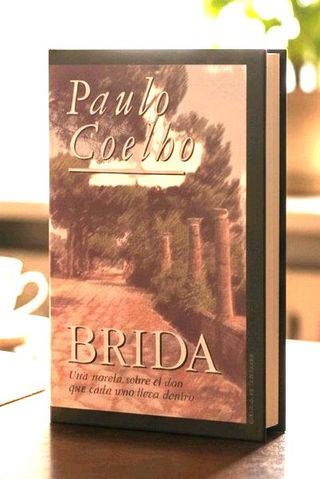 Paulo
Coelho
BRIDA
Una novela sobre el don
que cada uno lleva dentro